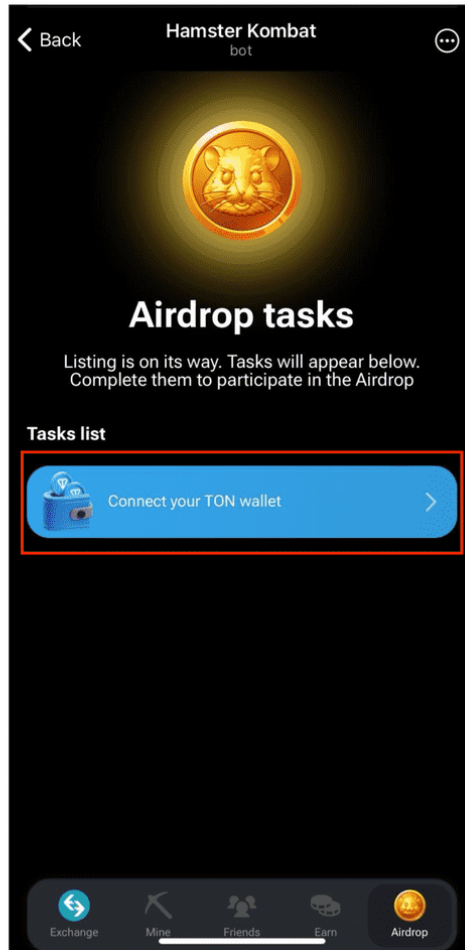 Back
Hamster Kombat
bot
Airdrop tasks
Listing is on its way. Tasks will appear below.
Complete them to participate in the Airdrop
Tasks list
Connect your TON wallet
Exchange
Mine
Friends
Earn
Airdrop